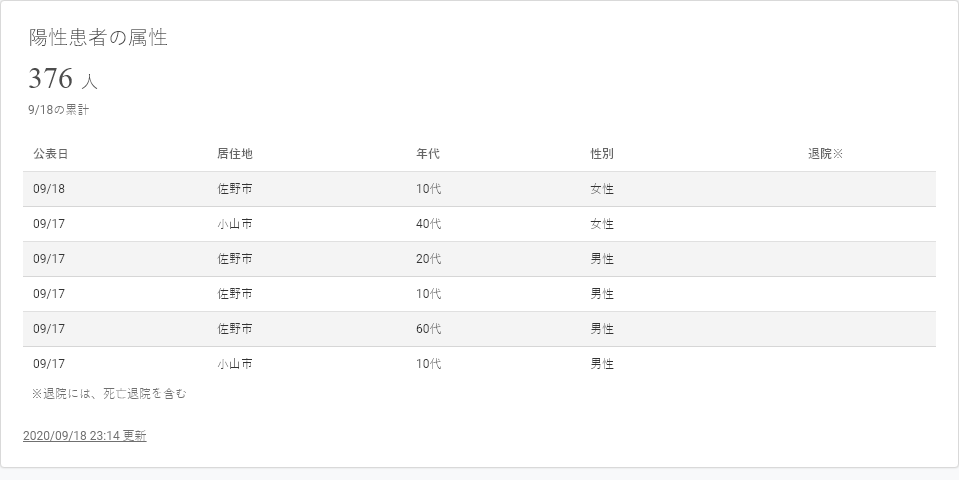 陽性患者の属性
376 人
9/18の累計
公表日 居住地 年代 性別 退院※
09/18 佐野市 10代 女性
09/17 小山市 40代 女性
09/17 佐野市 20代 男性
09/17 佐野市 10代 男性
09/17 佐野市 60代 男性
09/17 小山市 10代 男性
※退院には、死亡退院を含む
2020/09/18 23:14 更新